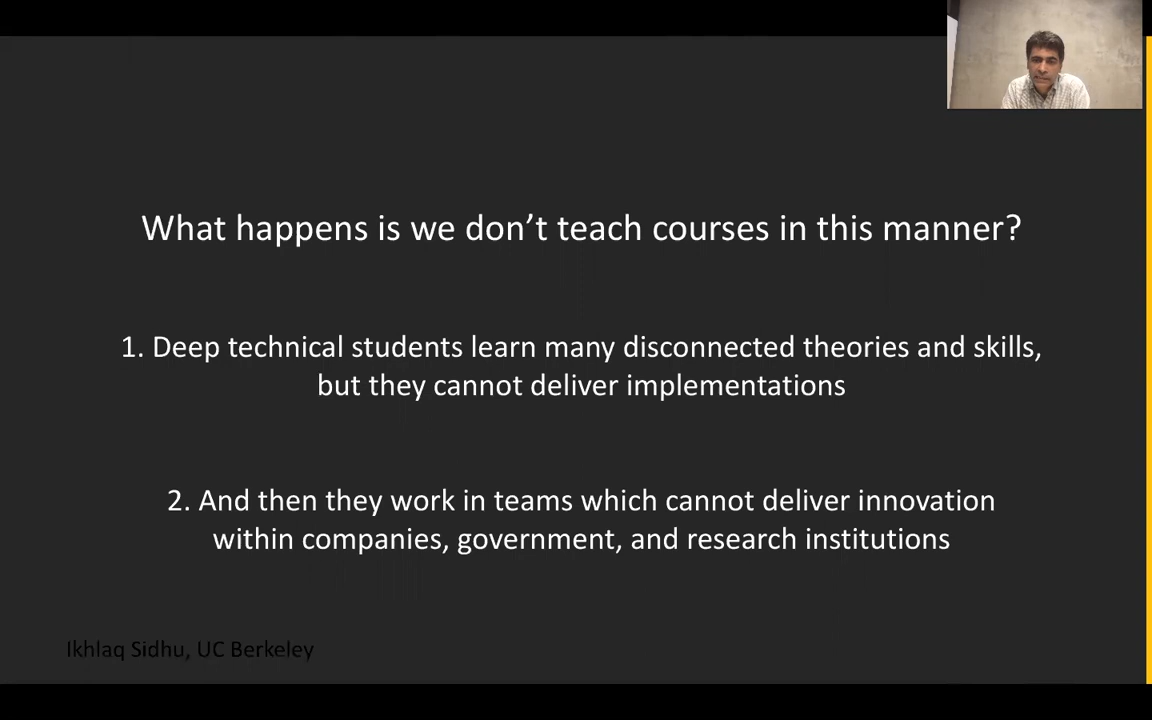 What happens is we don’t teach courses in this manner?
1. Deep technical students learn many disconnected theories and skills,
but they cannot deliver implementations
2. And then they work in teams which cannot deliver innovation
within companies, government, and research institutions
Ikhlaq Sidhu, UC Berkeley